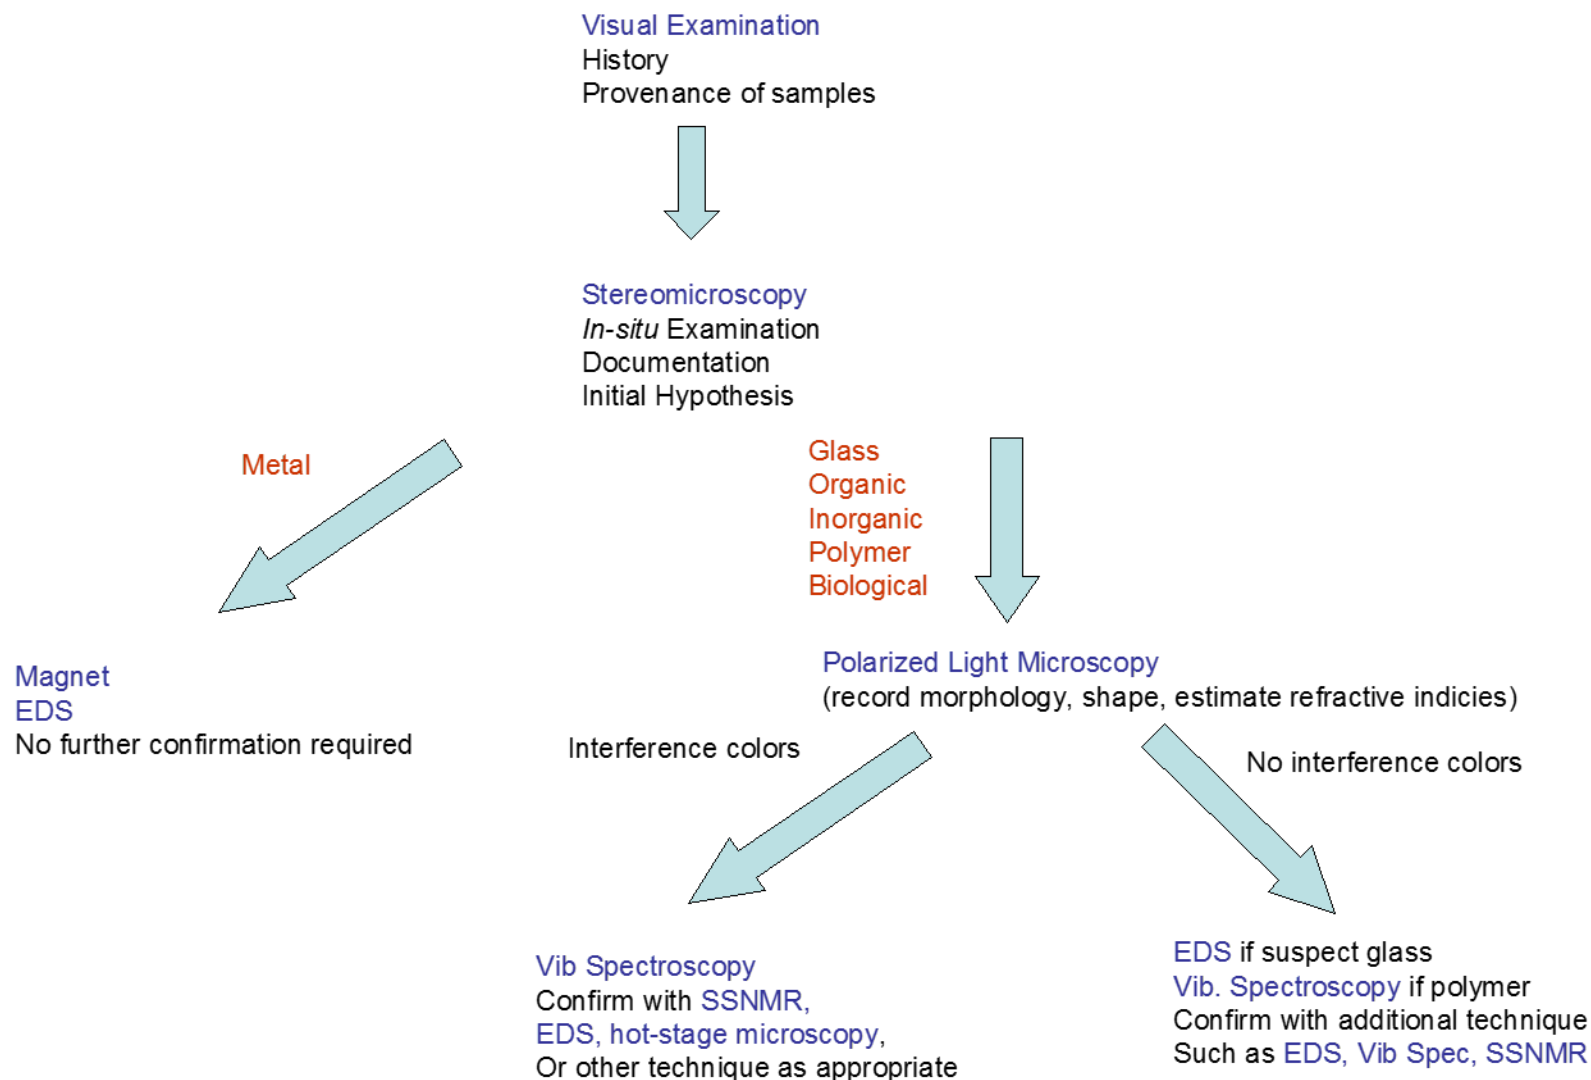 Visual Examination
History
Provenance of samples
Stereomicroscopy
In-situ Examination
Documentation
Initial Hypothesis
Metal
Glass
Organic
Inorganic
Polymer
Biological
Magnet
EDS
No further confirmation required
Polarized Light Microscopy
(record morphology, shape, estimate refractive indicies)
Interference colors
No interference colors
Vib Spectroscopy
Confirm with SSNMR,
EDS, hot-stage microscopy,
Or other technique as appropriate
EDS if suspect glass
Vib. Spectroscopy if polymer
Confirm with additional technique
Such as EDS, Vib Spec, SSNMR